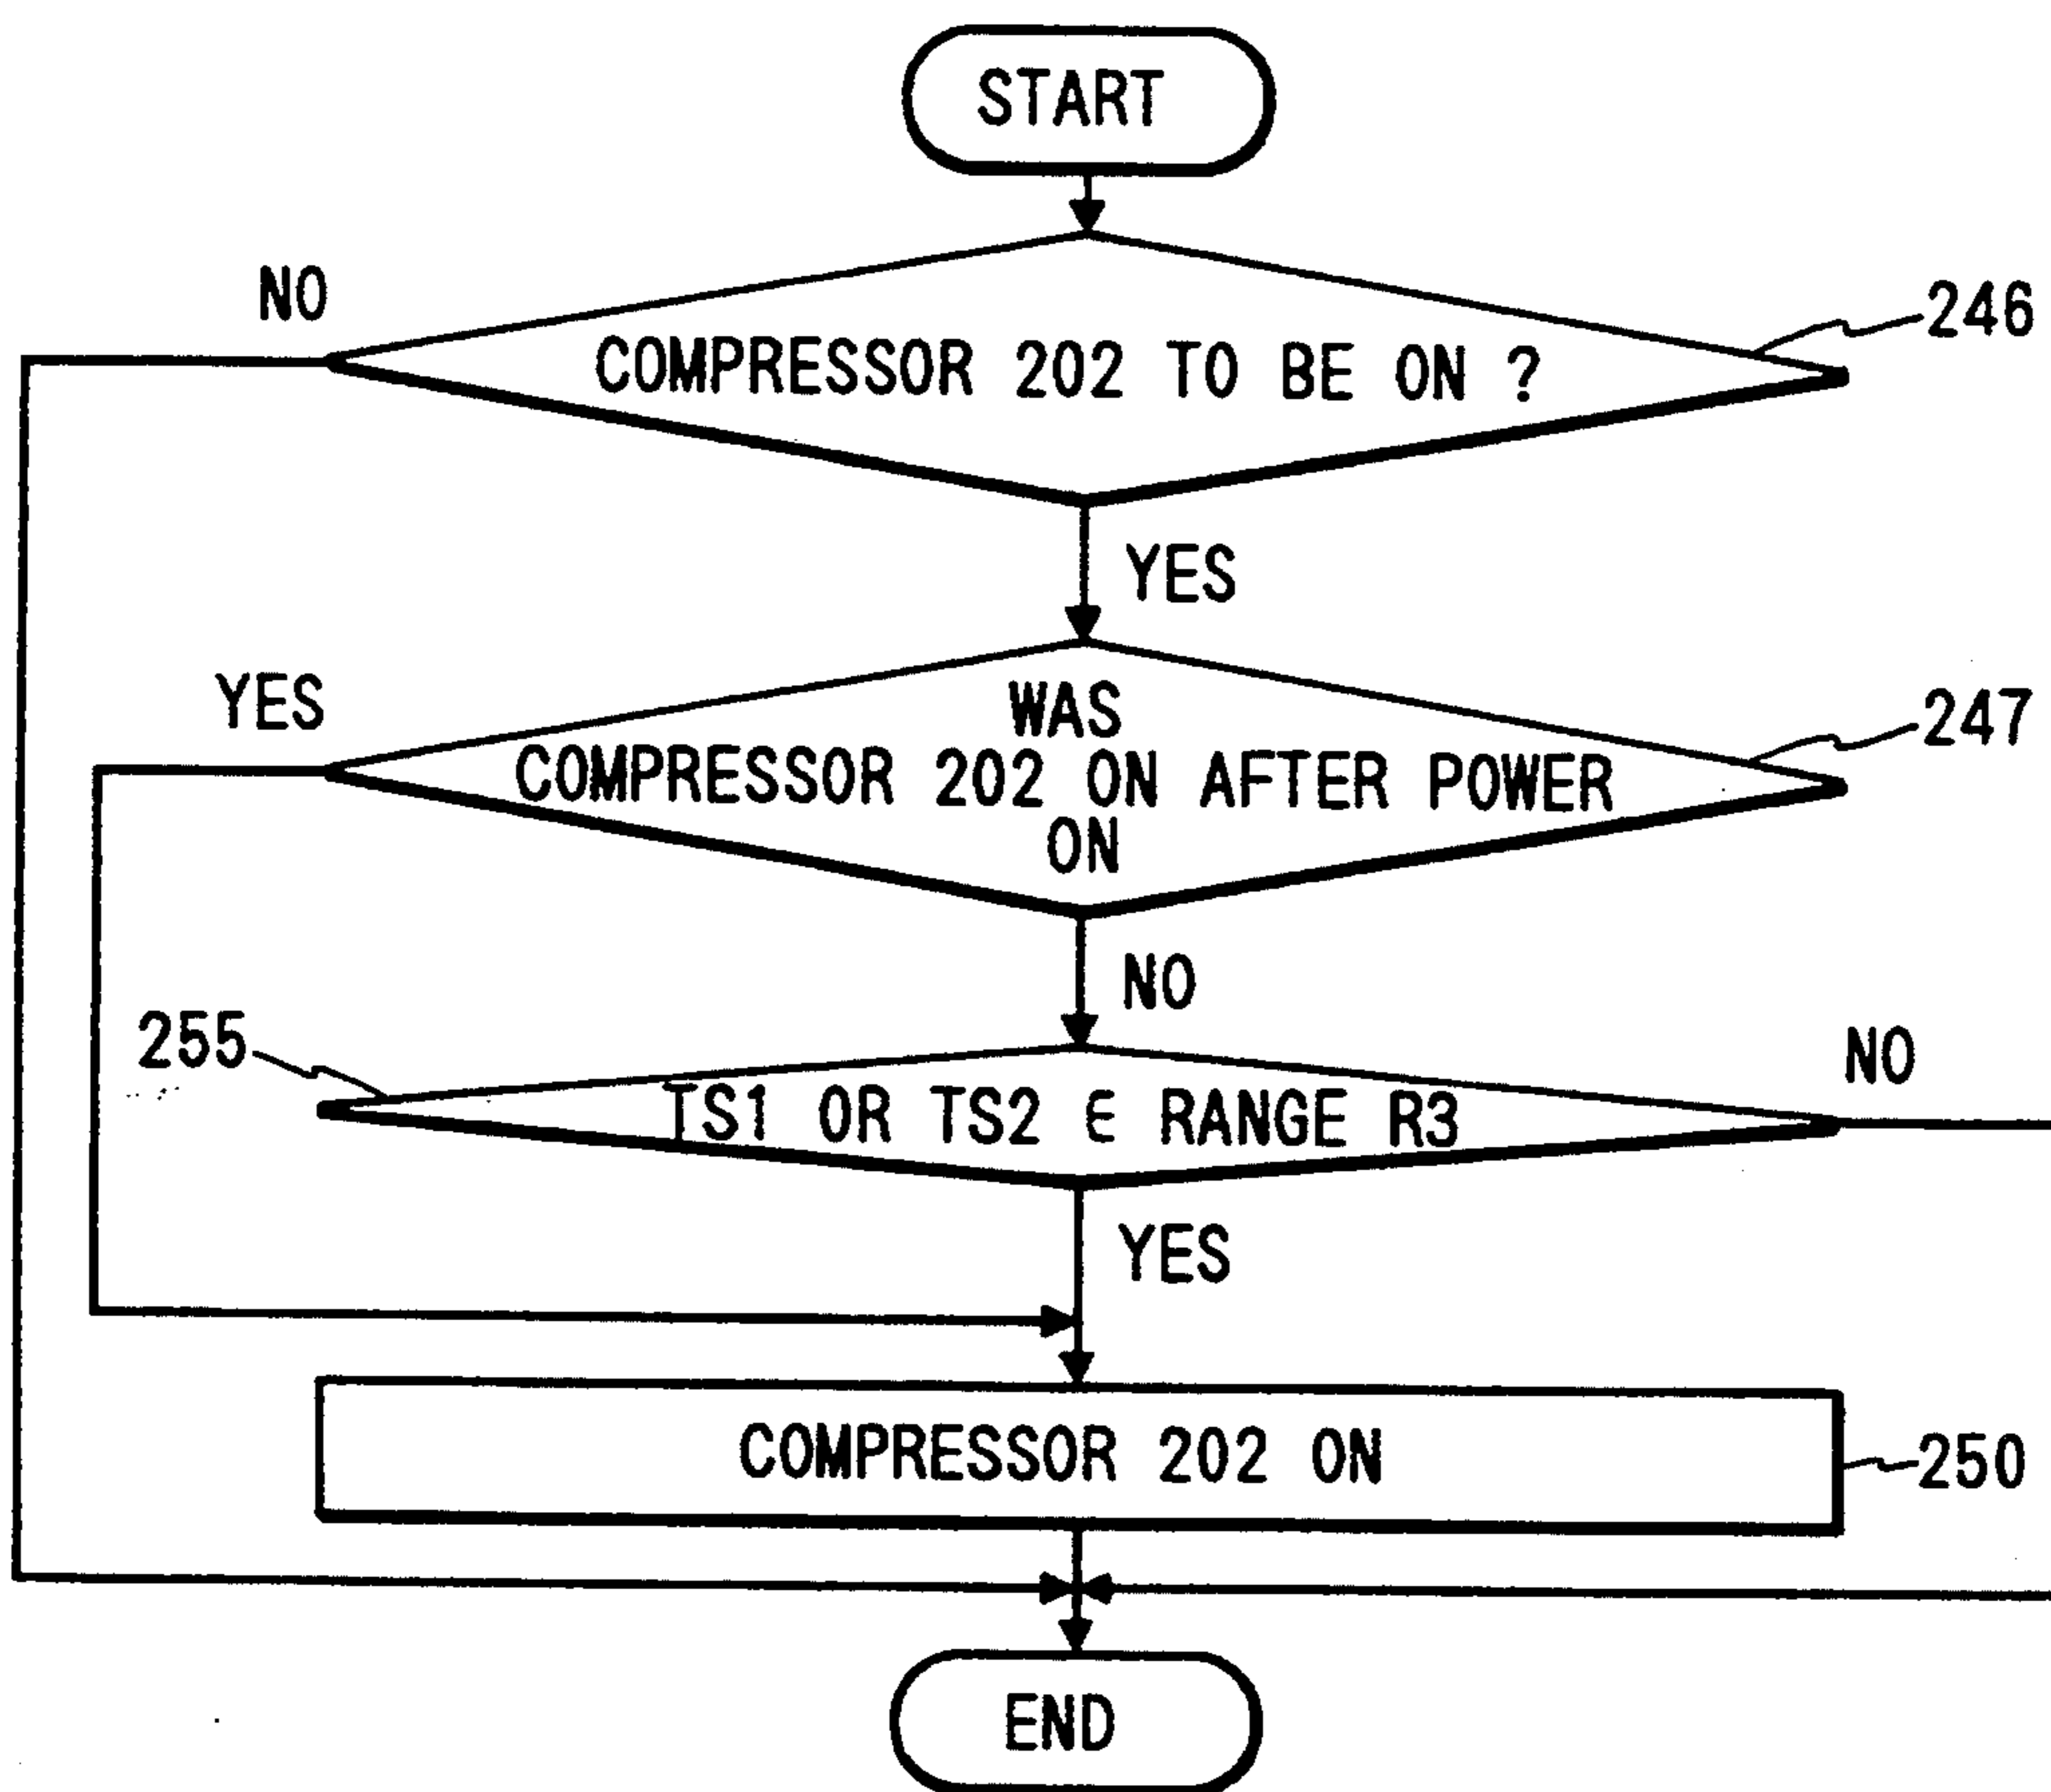 START
NO
246
COMPRESSOR 202 TO BE ON ?
YES
YES
247
WAS
COMPRESSOR 202 ON AFTER POWER
ON
NO
255
NO
TS1 OR TS2 ∈ RANGE R3
YES
COMPRESSOR 202 ON
250
END